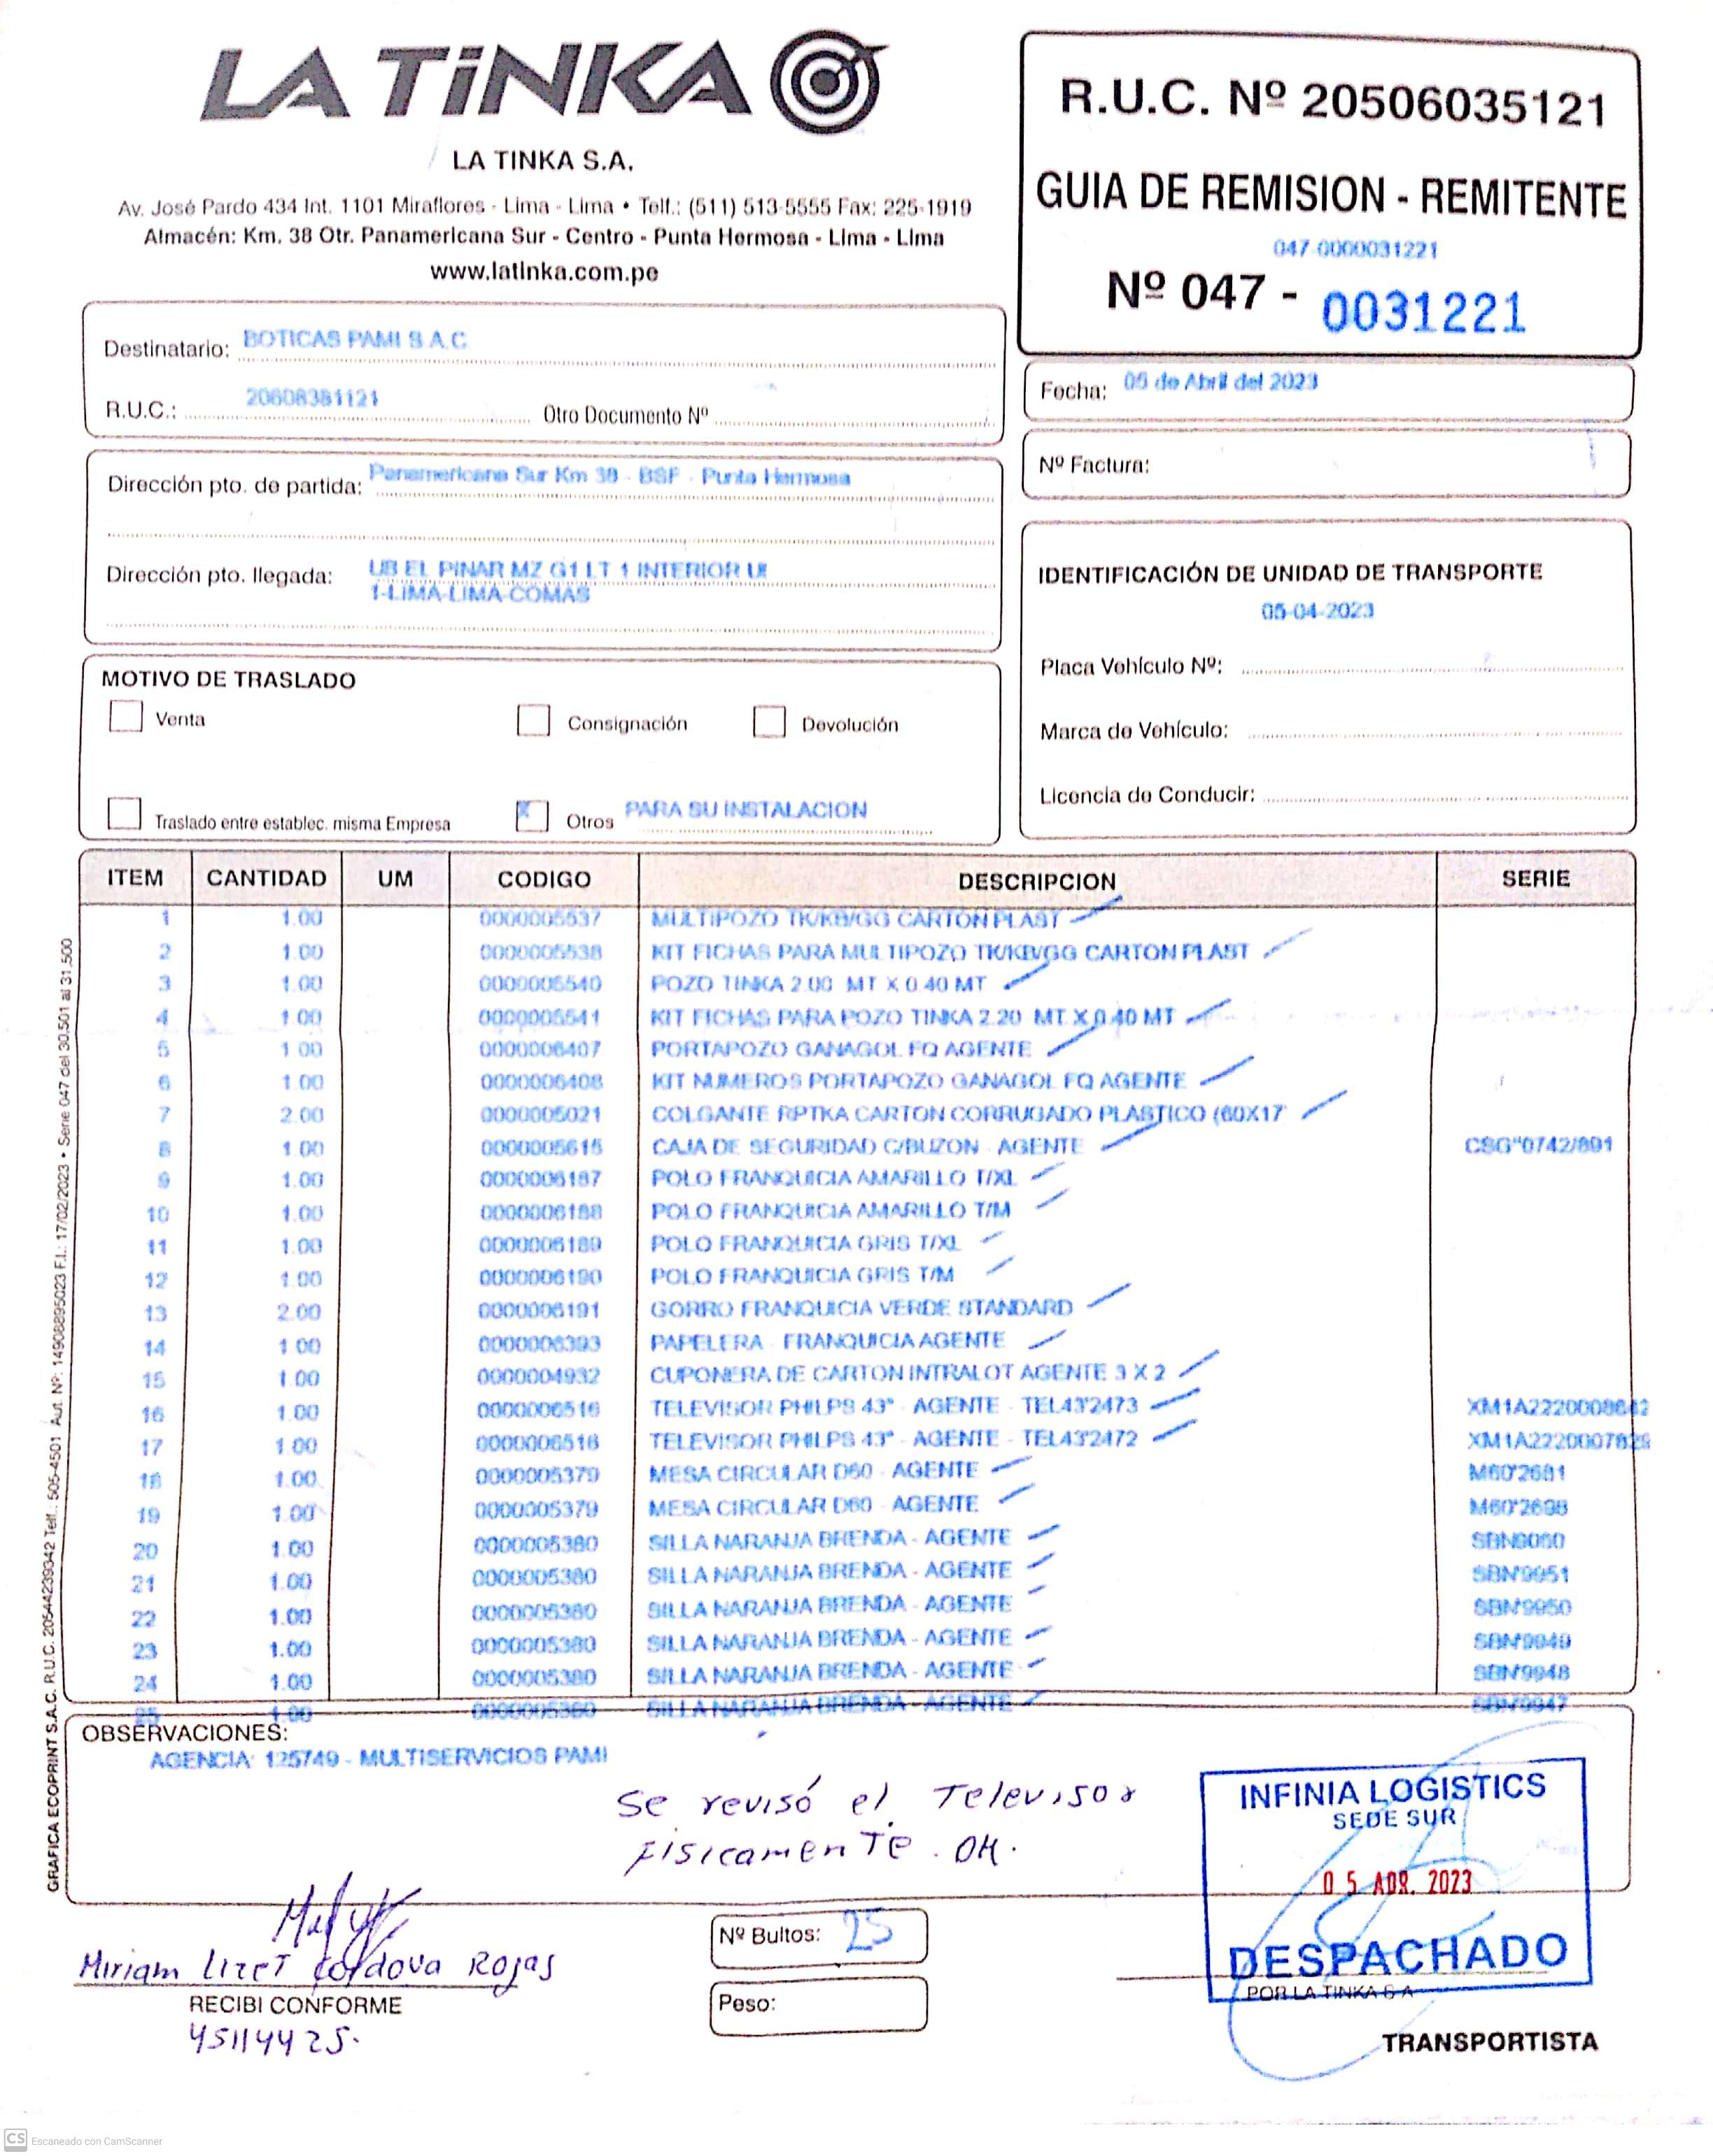 LA TiNKA
LA TINKA S.A.
Av. José Pardo 434 Int. 1101 Miraflores - Lima - Lima • Telf.: (511) 513-5555 Fax: 225-1919
Almacén: Km. 38 Otr. Panamericana Sur - Centro - Punta Hermosa - Lima - Lima
www.latinka.com.pe
R.U.C. Nº 20506035121
GUIA DE REMISION - REMITENTE
047-0000031221
Nº 047 - 0031221
Destinatario: BOTICAS PAMI S.A.C
R.U.C.: 20608381121 Otro Documento Nº
Fecha: 05 de Abril del 2023
Nº Factura:
Dirección pto. de partida: Panamericana Sur Km 38 - BSF - Punta Hermosa
Dirección pto. llegada: UB EL PINAR MZ G1 LT 1 INTERIOR UI
1-LIMA-LIMA-COMAS
IDENTIFICACIÓN DE UNIDAD DE TRANSPORTE
05-04-2023
Placa Vehículo Nº:
Marca de Vehículo:
Licencia de Conducir:
MOTIVO DE TRASLADO
Venta Consignación Devolución
Traslado entre establec. misma Empresa X Otros PARA SU INSTALACION
ITEM CANTIDAD UM CODIGO DESCRIPCION SERIE
1 1.00 0000005537 MULTIPOZO TK/KB/GG CARTON PLAST
2 1.00 0000005538 KIT FICHAS PARA MULTIPOZO TK/KB/GG CARTON PLAST
3 1.00 0000005540 POZO TINKA 2.00 MT X 0.40 MT
4 1.00 0000005541 KIT FICHAS PARA POZO TINKA 2.20 MT X 0.40 MT
5 1.00 0000006407 PORTAPOZO GANAGOL FQ AGENTE
6 1.00 0000006408 KIT NUMEROS PORTAPOZO GANAGOL FQ AGENTE
7 2.00 0000005021 COLGANTE RPTKA CARTON CORRUGADO PLASTICO (60X17
8 1.00 0000005615 CAJA DE SEGURIDAD C/BUZON - AGENTE CSG"0742/891
9 1.00 0000006187 POLO FRANQUICIA AMARILLO T/XL
10 1.00 0000006188 POLO FRANQUICIA AMARILLO T/M
11 1.00 0000006189 POLO FRANQUICIA GRIS T/XL
12 1.00 0000006190 POLO FRANQUICIA GRIS T/M
13 2.00 0000006191 GORRO FRANQUICIA VERDE STANDARD
14 1.00 0000006393 PAPELERA - FRANQUICIA AGENTE
15 1.00 0000004932 CUPONERA DE CARTON INTRALOT AGENTE 3 X 2
16 1.00 0000006516 TELEVISOR PHILPS 43" - AGENTE - TEL43'2473 XM1A2220008642
17 1.00 0000006516 TELEVISOR PHILPS 43" - AGENTE - TEL43'2472 XM1A2220007829
18 1.00 0000005379 MESA CIRCULAR D60 - AGENTE M60'2681
19 1.00 0000005379 MESA CIRCULAR D60 - AGENTE M60'2698
20 1.00 0000005380 SILLA NARANJA BRENDA - AGENTE
21 1.00 0000005380 SILLA NARANJA BRENDA - AGENTE SBN'9951
22 1.00 0000005380 SILLA NARANJA BRENDA - AGENTE SBN'9950
23 1.00 0000005380 SILLA NARANJA BRENDA - AGENTE SBN'9949
24 1.00 0000005380 SILLA NARANJA BRENDA - AGENTE SBN'9948
25 1.00 0000005380 SILLA NARANJA BRENDA - AGENTE SBN'9947
OBSERVACIONES:
AGENCIA: 125749 - MULTISERVICIOS PAMI
Se revisó el Televisor
Fisicamente. OK.
INFINIA LOGISTICS
SEDE SUR
05 ABR. 2023
DESPACHADO
POR LA TINKA S A
TRANSPORTISTA
Miriam Lizet Cordova Rojas
RECIBI CONFORME
45114425.
Nº Bultos: 25
Peso:
GRAFICA ECOPRINT S.A.C. R.U.C. 20544239342 Telf.: 505-4501 Aut. Nº: 14908895023 F.I.: 17/02/2023 • Serie 047 del 30,501 al 31,500
CS Escaneado con CamScanner